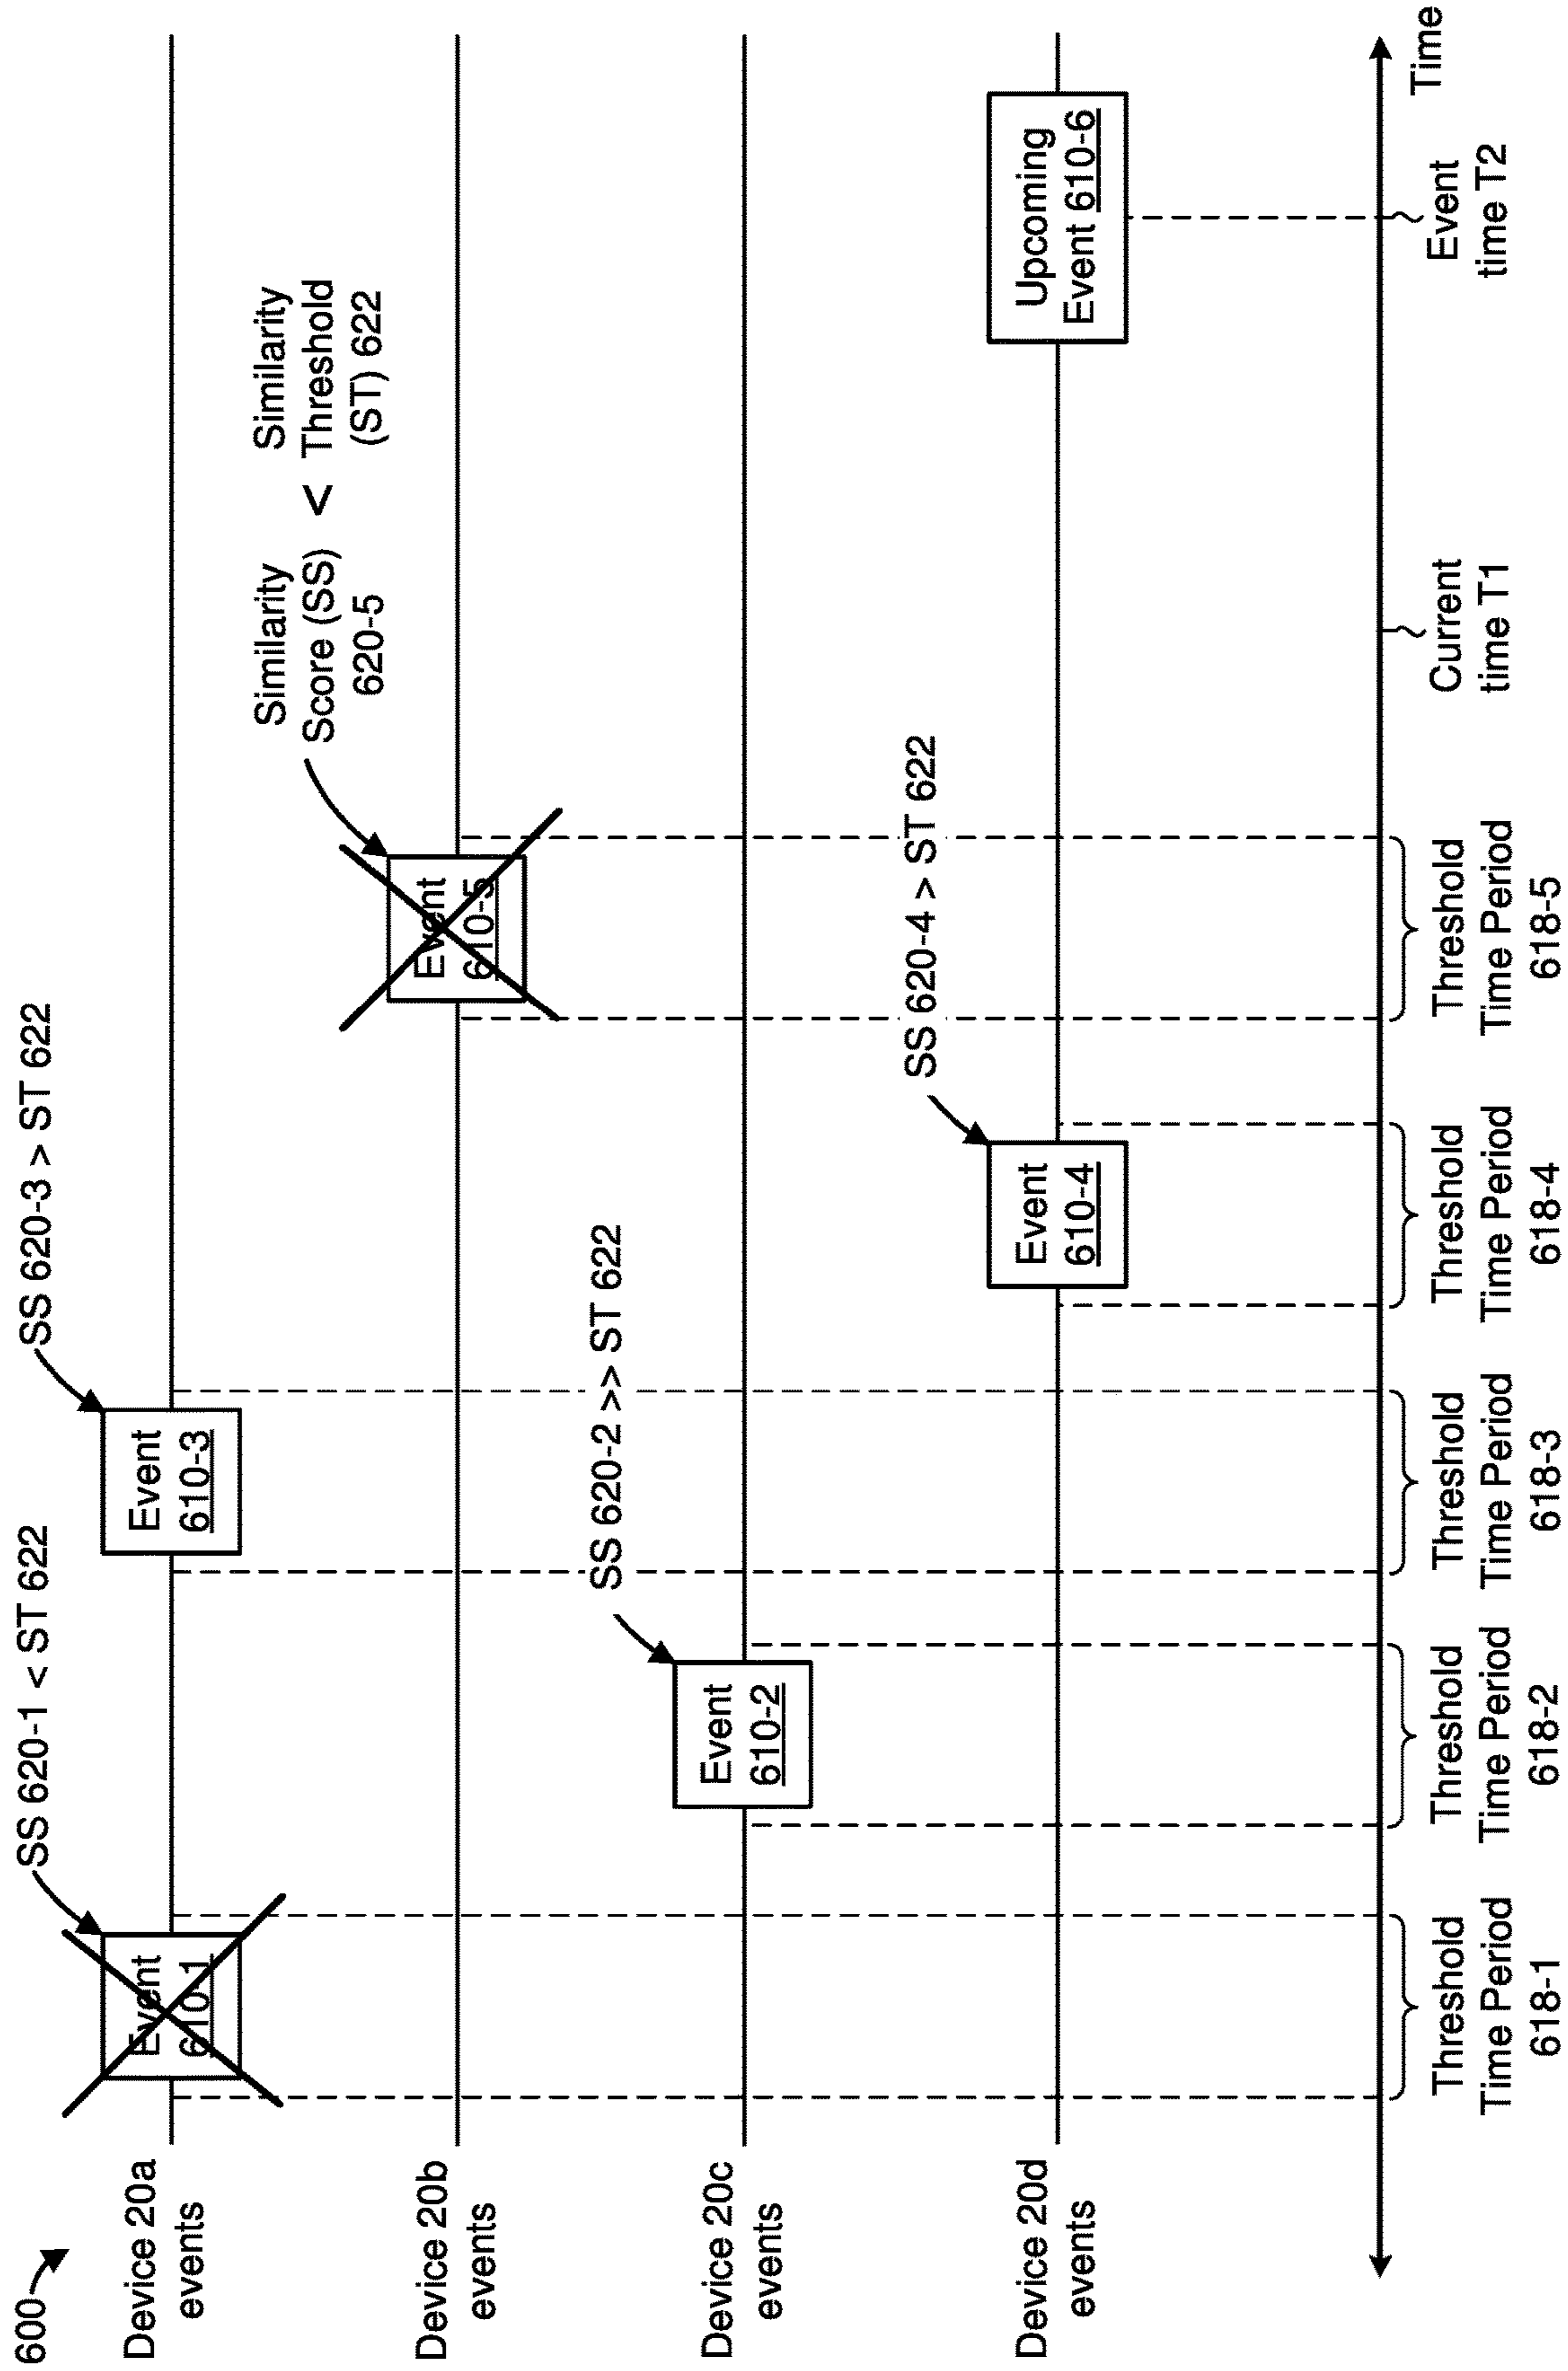 600
SS 620-1 < ST 622
SS 620-3 > ST 622
Device 20a
events
Event
610-1
Event
610-3
Similarity
Score (SS)
620-5
<
Similarity
Threshold
(ST) 622
Device 20b
events
Event
610-5
SS 620-2 >> ST 622
Device 20c
events
Event
610-2
SS 620-4 > ST 622
Device 20d
events
Event
610-4
Upcoming
Event 610-6
Threshold
Time Period
618-1
Threshold
Time Period
618-2
Threshold
Time Period
618-3
Threshold
Time Period
618-4
Threshold
Time Period
618-5
Current
time T1
Event
time T2
Time